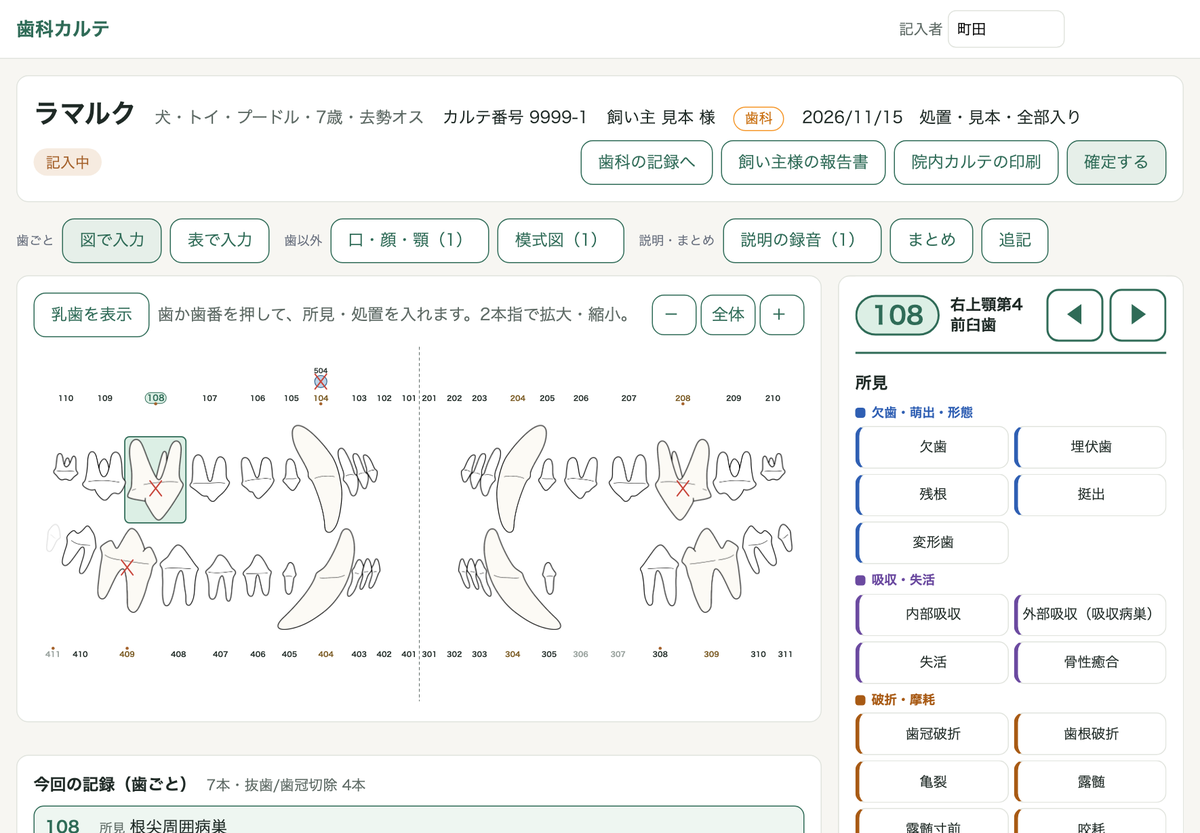 歯科カルテ
記入者 町田
ラマルク 犬・トイ・プードル・7歳・去勢オス カルテ番号 9999-1 飼い主 見本 様 歯科 2026/11/15 処置・見本・全部入り
記入中 歯科の記録へ 飼い主様の報告書 院内カルテの印刷 確定する
歯ごと 図で入力 表で入力 歯以外 口・顔・顎（1） 模式図（1） 説明・まとめ 説明の録音（1） まとめ 追記
乳歯を表示 歯か歯番を押して、所見・処置を入れます。2本指で拡大・縮小。 － 全体 ＋
504
110 109 108 107 106 105 104 103 102 101 201 202 203 204 205 206 207 208 209 210
411 410 409 408 407 406 405 404 403 402 401 301 302 303 304 305 306 307 308 309 310 311
今回の記録（歯ごと） 7本・抜歯/歯冠切除 4本
108 所見 根尖周囲病巣
108 右上顎第4
前臼歯
◀ ▶
所見
欠歯・萌出・形態
欠歯 埋伏歯
残根 挺出
変形歯
吸収・失活
内部吸収 外部吸収（吸収病巣）
失活 骨性癒合
破折・摩耗
歯冠破折 歯根破折
亀裂 露髄
露髄寸前 咬耗